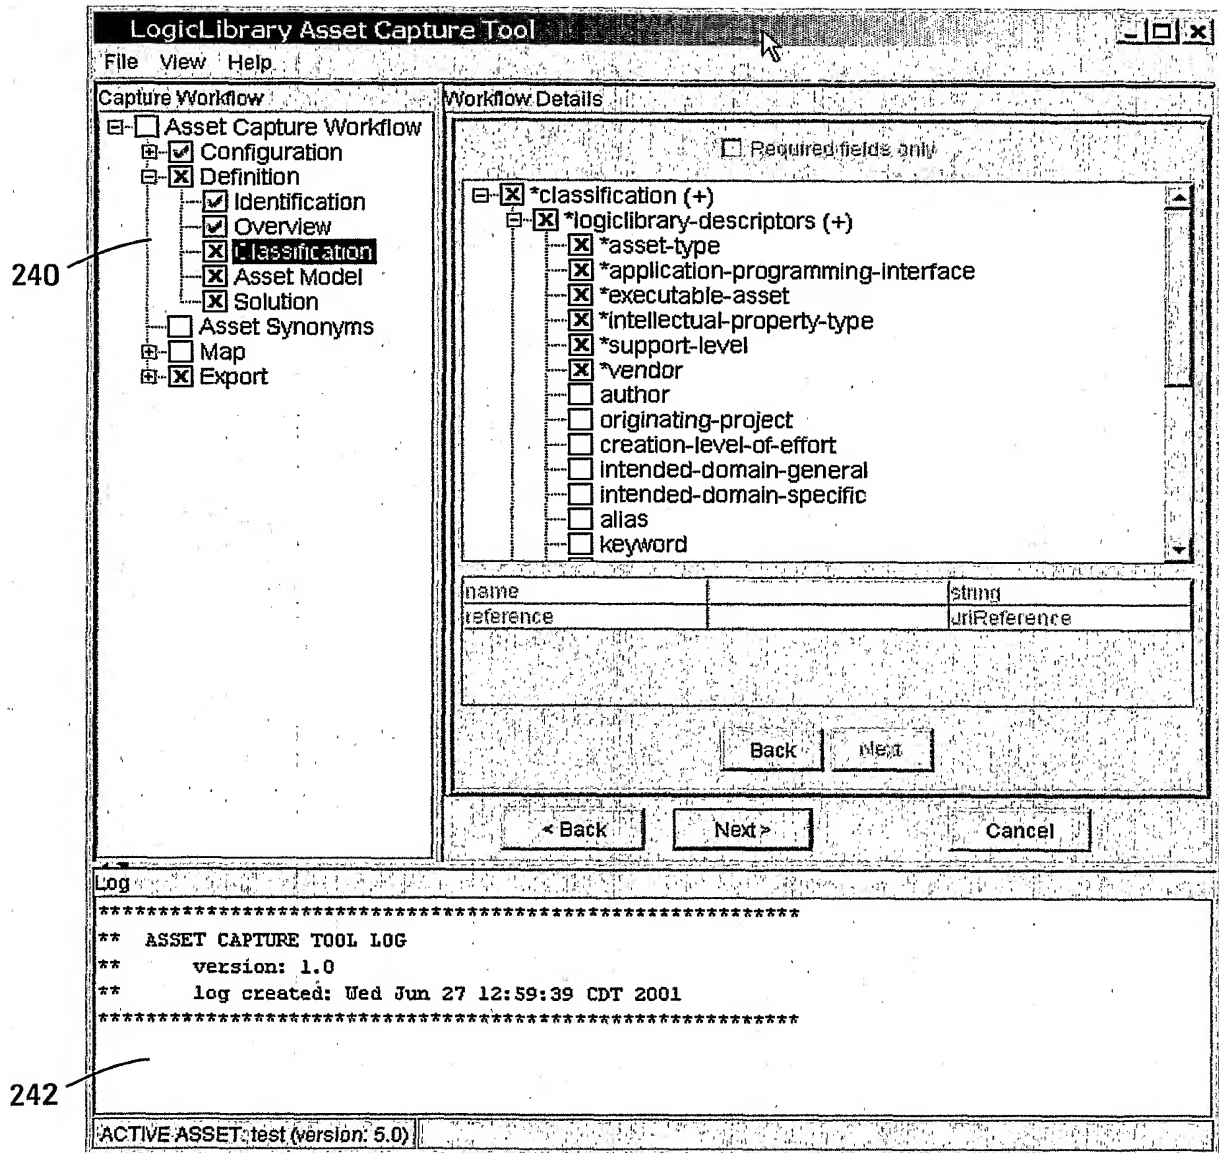 LogicLibrary Asset Capture Tool
File View Help
Capture Workflow
Asset Capture Workflow
Configuration
Definition
Identification
Overview
Classification
Asset Model
Solution
Asset Synonyms
Map
Export
240
Workflow Details
Required fields only
*classification (+)
*logiclibrary-descriptors (+)
*asset-type
*application-programming-interface
*executable-asset
*intellectual-property-type
*support-level
*vendor
author
originating-project
creation-level-of-effort
intended-domain-general
intended-domain-specific
alias
keyword
name string
reference uriReference
Back Next
< Back Next > Cancel
Log
************************************************************
** ASSET CAPTURE TOOL LOG
** version: 1.0
** log created: Wed Jun 27 12:59:39 CDT 2001
************************************************************
242
ACTIVE ASSET: test (version: 5.0)